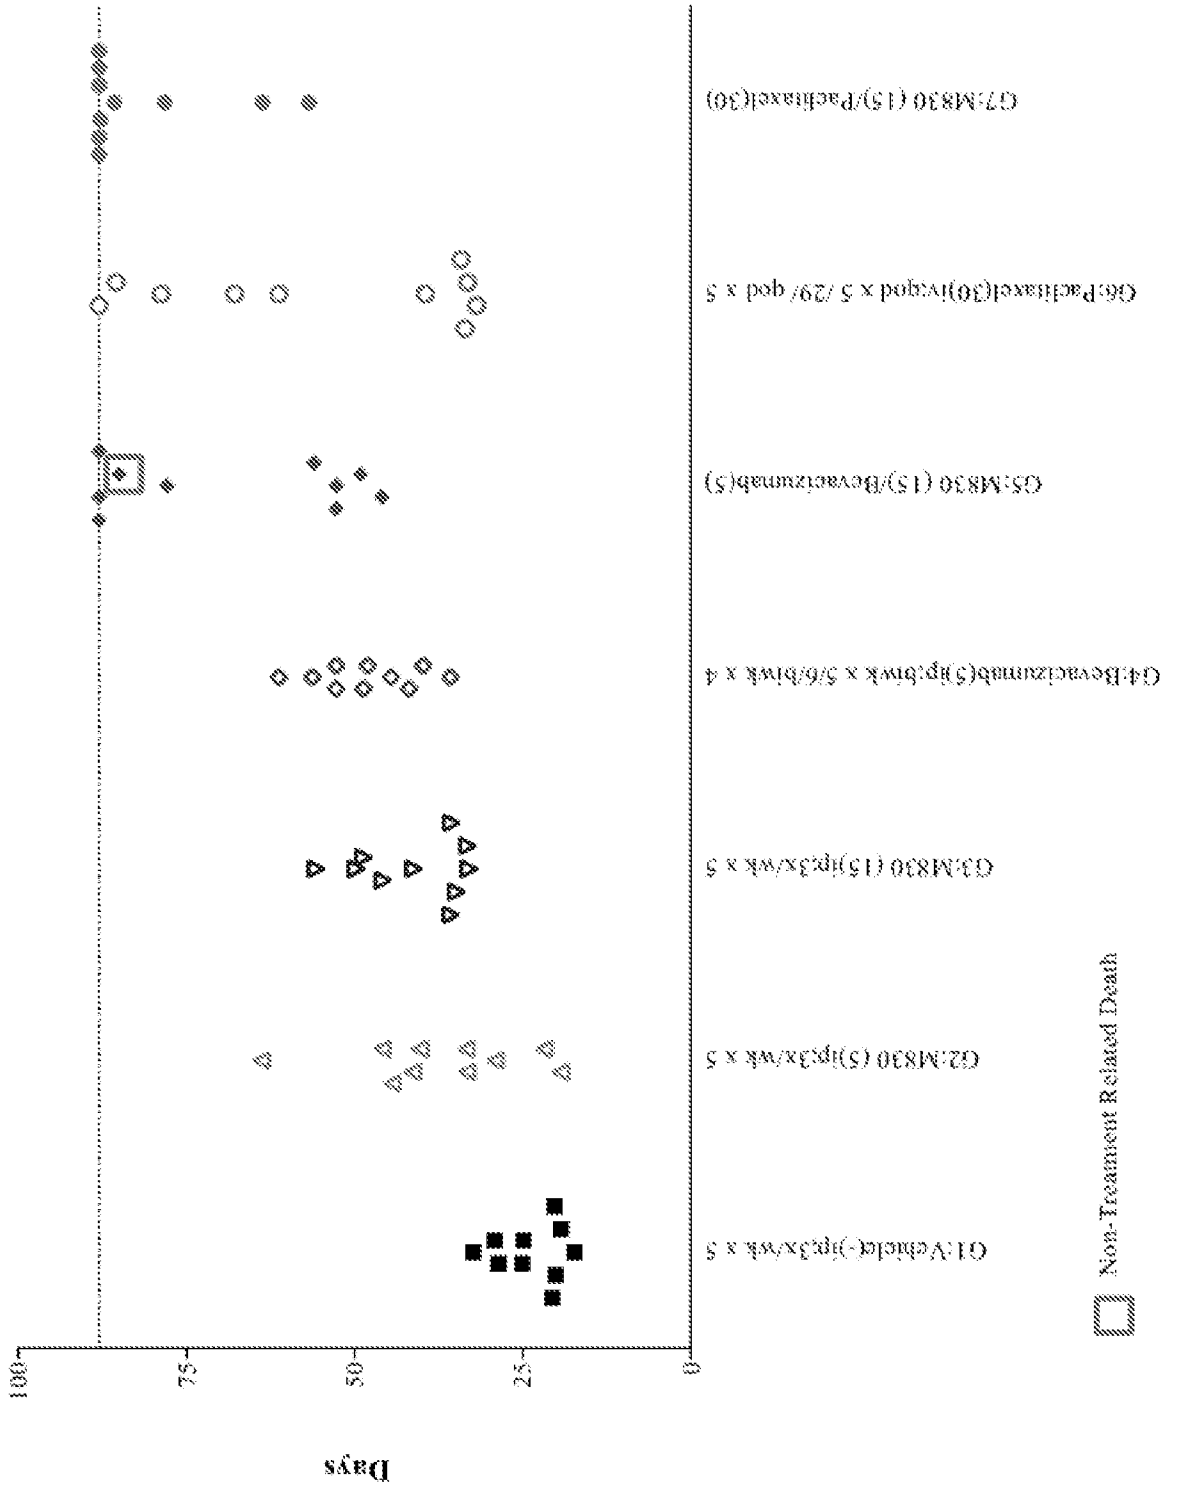 Days
100
75
50
25
0
G1:Vehicle(-)ip;3x/wk x 5
G2:M830 (5)ip;3x/wk x 5
G3:M830 (15)ip;3x/wk x 5
G4:Bevacizumab(5)ip;biwk x 5/6/biwk x 4
G5:M830 (15)/Bevacizumab(5)
G6:Paclitaxel(30)iv;qod x 5 /29/ qod x 5
G7:M830 (15)/Paclitaxel(30)
Non-Treament Related Death